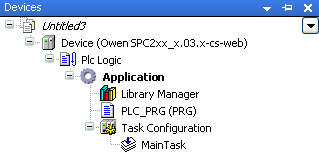 Devices
Untitled3
Device (Owen SPC2xx_x.03.x-cs-web)
Plc Logic
Application
Library Manager
PLC_PRG (PRG)
Task Configuration
MainTask